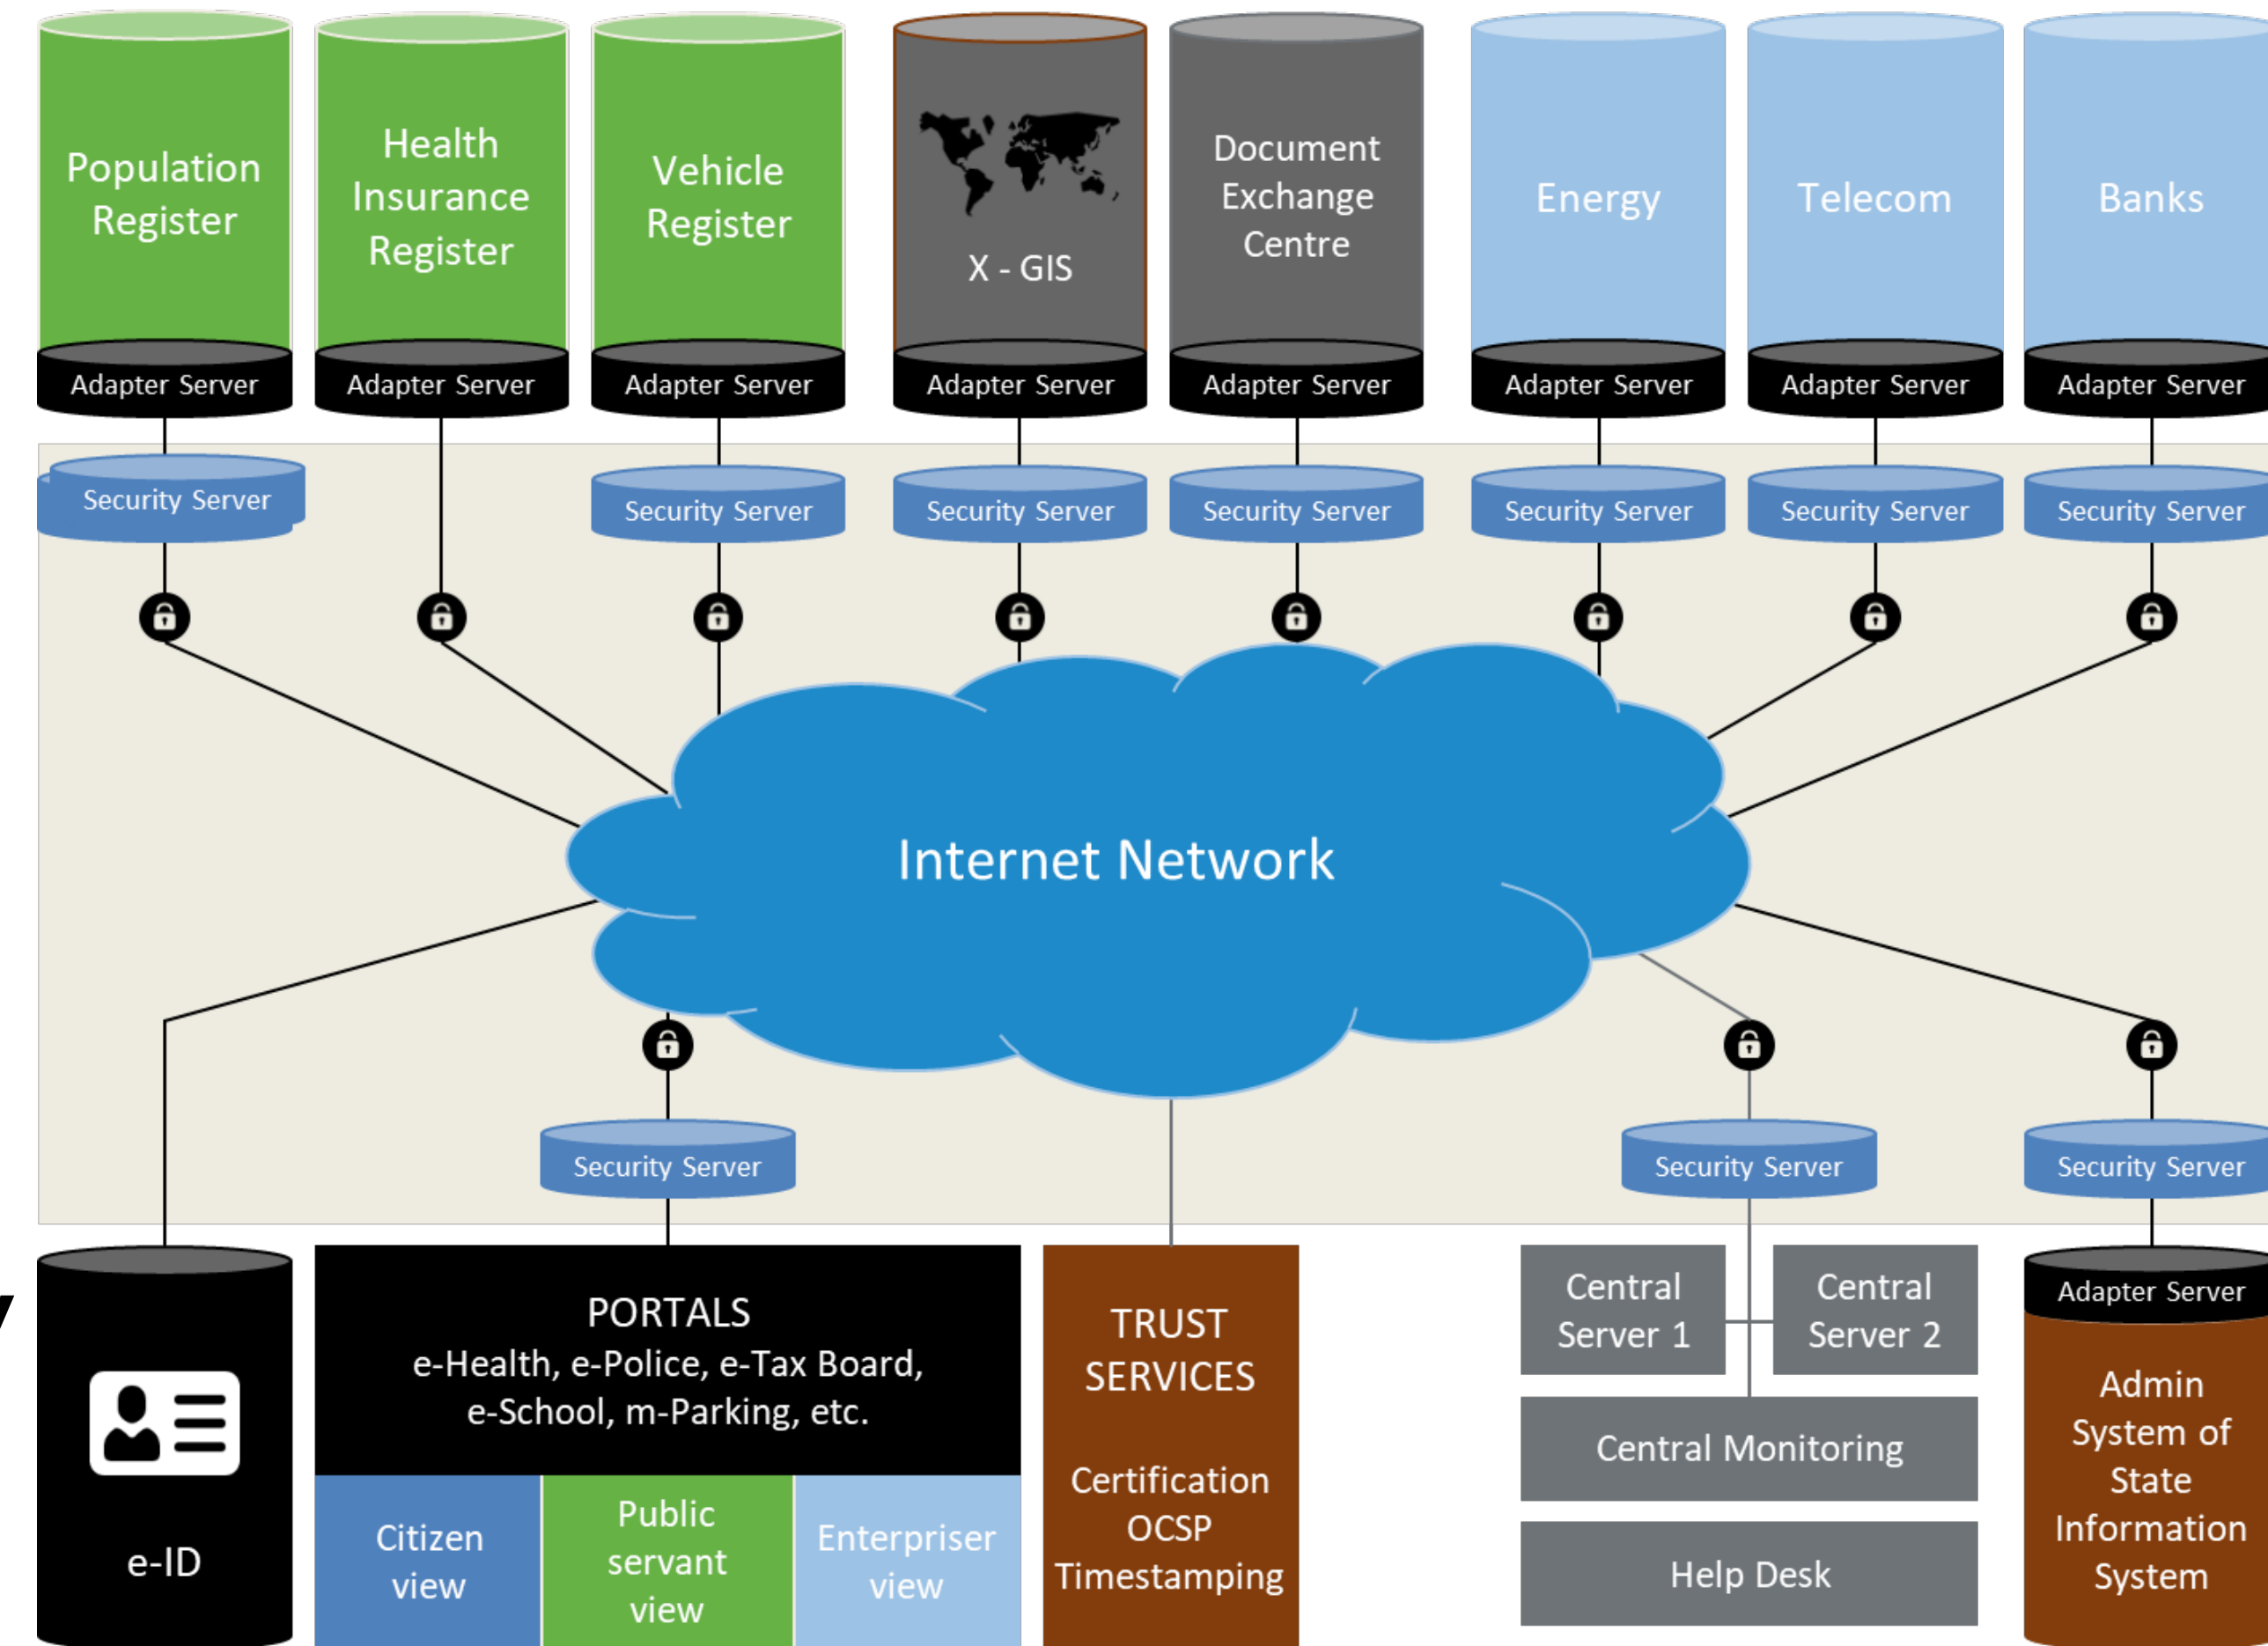 Population
Register
Health
Insurance
Register
Vehicle
Register
X - GIS
Document
Exchange
Centre
Energy
Telecom
Banks
Adapter Server
Adapter Server
Adapter Server
Adapter Server
Adapter Server
Adapter Server
Adapter Server
Adapter Server
Security Server
Security Server
Security Server
Security Server
Security Server
Security Server
Security Server
Internet Network
Security Server
Security Server
Security Server
e-ID
PORTALS
e-Health, e-Police, e-Tax Board,
e-School, m-Parking, etc.
Citizen
view
Public
servant
view
Enterpriser
view
TRUST
SERVICES
Certification
OCSP
Timestamping
Central
Server 1
Central
Server 2
Central Monitoring
Help Desk
Adapter Server
Admin
System of
State
Information
System